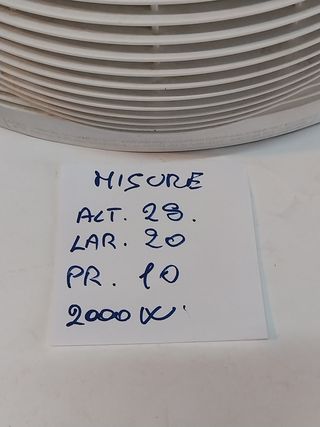 MISURE
ALT. 28.
LAR. 20
PR. 10
2000 W